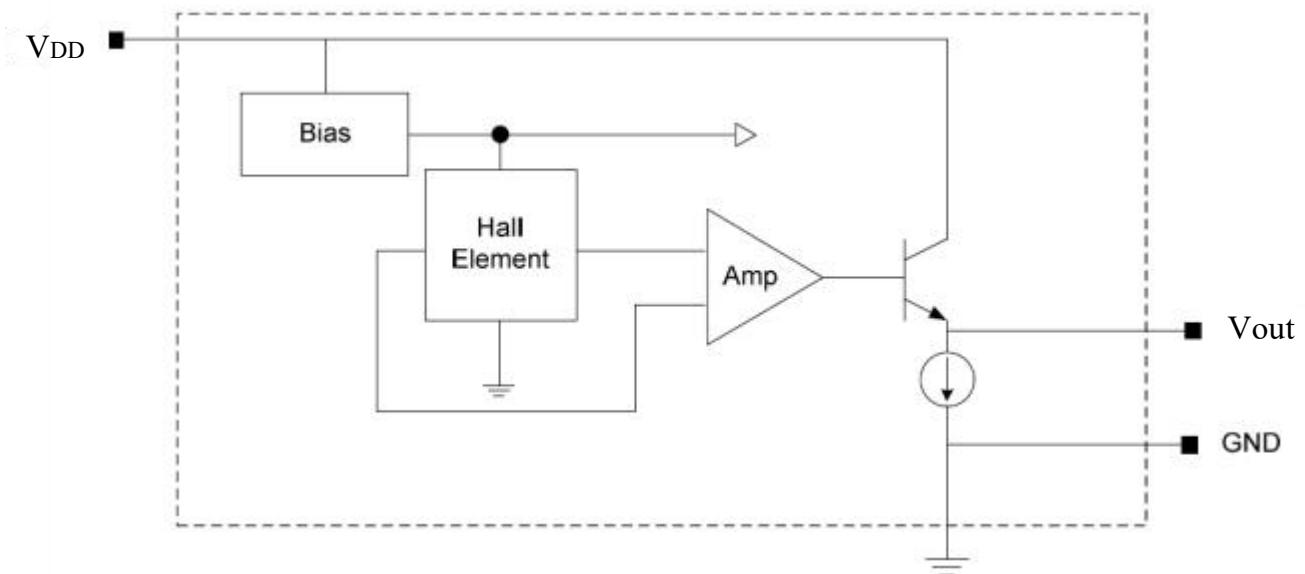 VDD
Bias
Hall
Element
Amp
Vout
GND